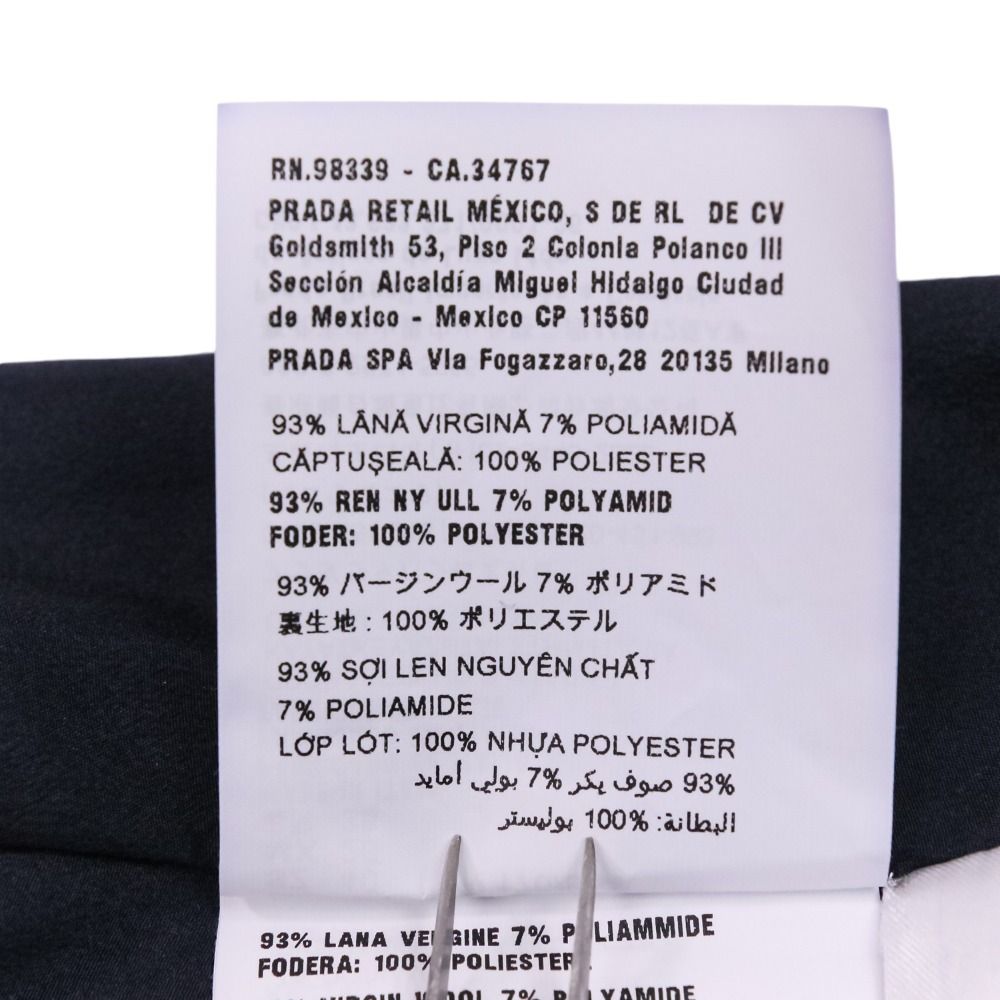 RN.98339 - CA.34767
PRADA RETAIL MÉXICO, S DE RL DE CV
Goldsmith 53, Piso 2 Colonia Polanco III
Sección Alcaldía Miguel Hidalgo Ciudad
de Mexico - Mexico CP 11560
PRADA SPA Via Fogazzaro,28 20135 Milano
93% LÂNĂ VIRGINĂ 7% POLIAMIDĂ
CĂPTUȘEALĂ: 100% POLIESTER
93% REN NY ULL 7% POLYAMID
FODER: 100% POLYESTER
93% バージンウール 7% ポリアミド
裏生地 : 100% ポリエステル
93% SỢI LEN NGUYÊN CHẤT
7% POLIAMIDE
LỚP LÓT: 100% NHỰA POLYESTER
93% صوف بكر 7% بولي أمايد
البطانة: 100% بوليستر
93% LANA VERGINE 7% POLIAMMIDE
FODERA: 100% POLIESTERE
7% POLYAMIDE